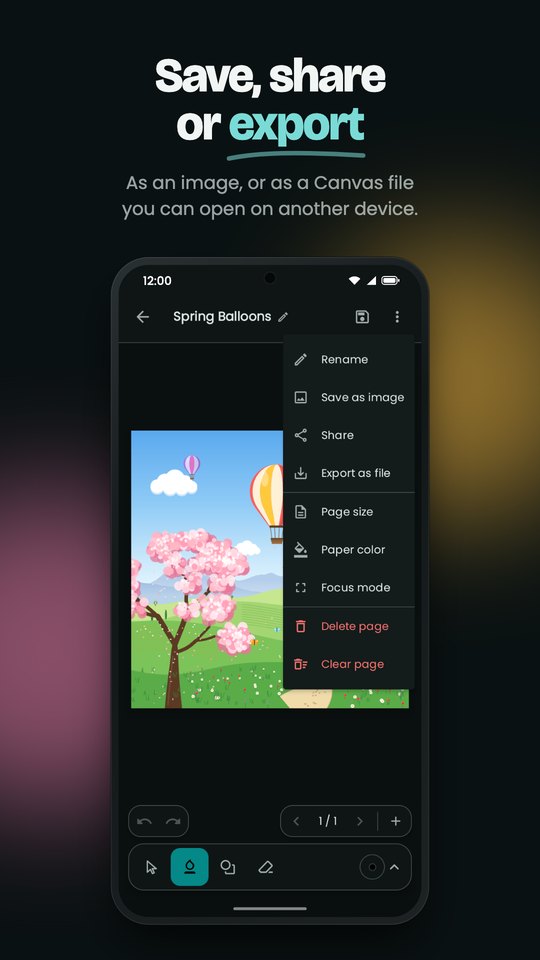 Save, share
or export
As an image, or as a Canvas file
you can open on another device.
12:00
Spring Balloons
Rename
Save as image
Share
Export as file
Page size
Paper color
Focus mode
Delete page
Clear page
1 / 1